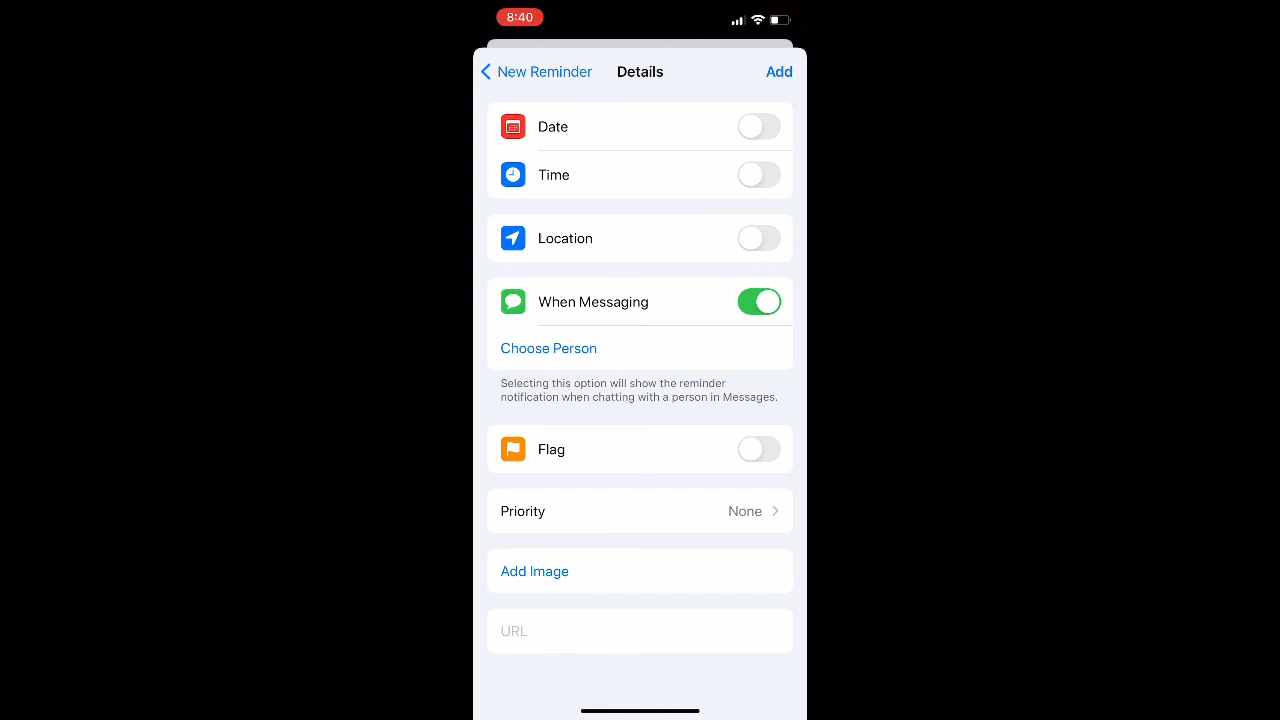 8:40
New Reminder
Details
Add
Date
Time
Location
When Messaging
Choose Person
Selecting this option will show the reminder
notification when chatting with a person in Messages.
Flag
Priority
None
Add Image
URL